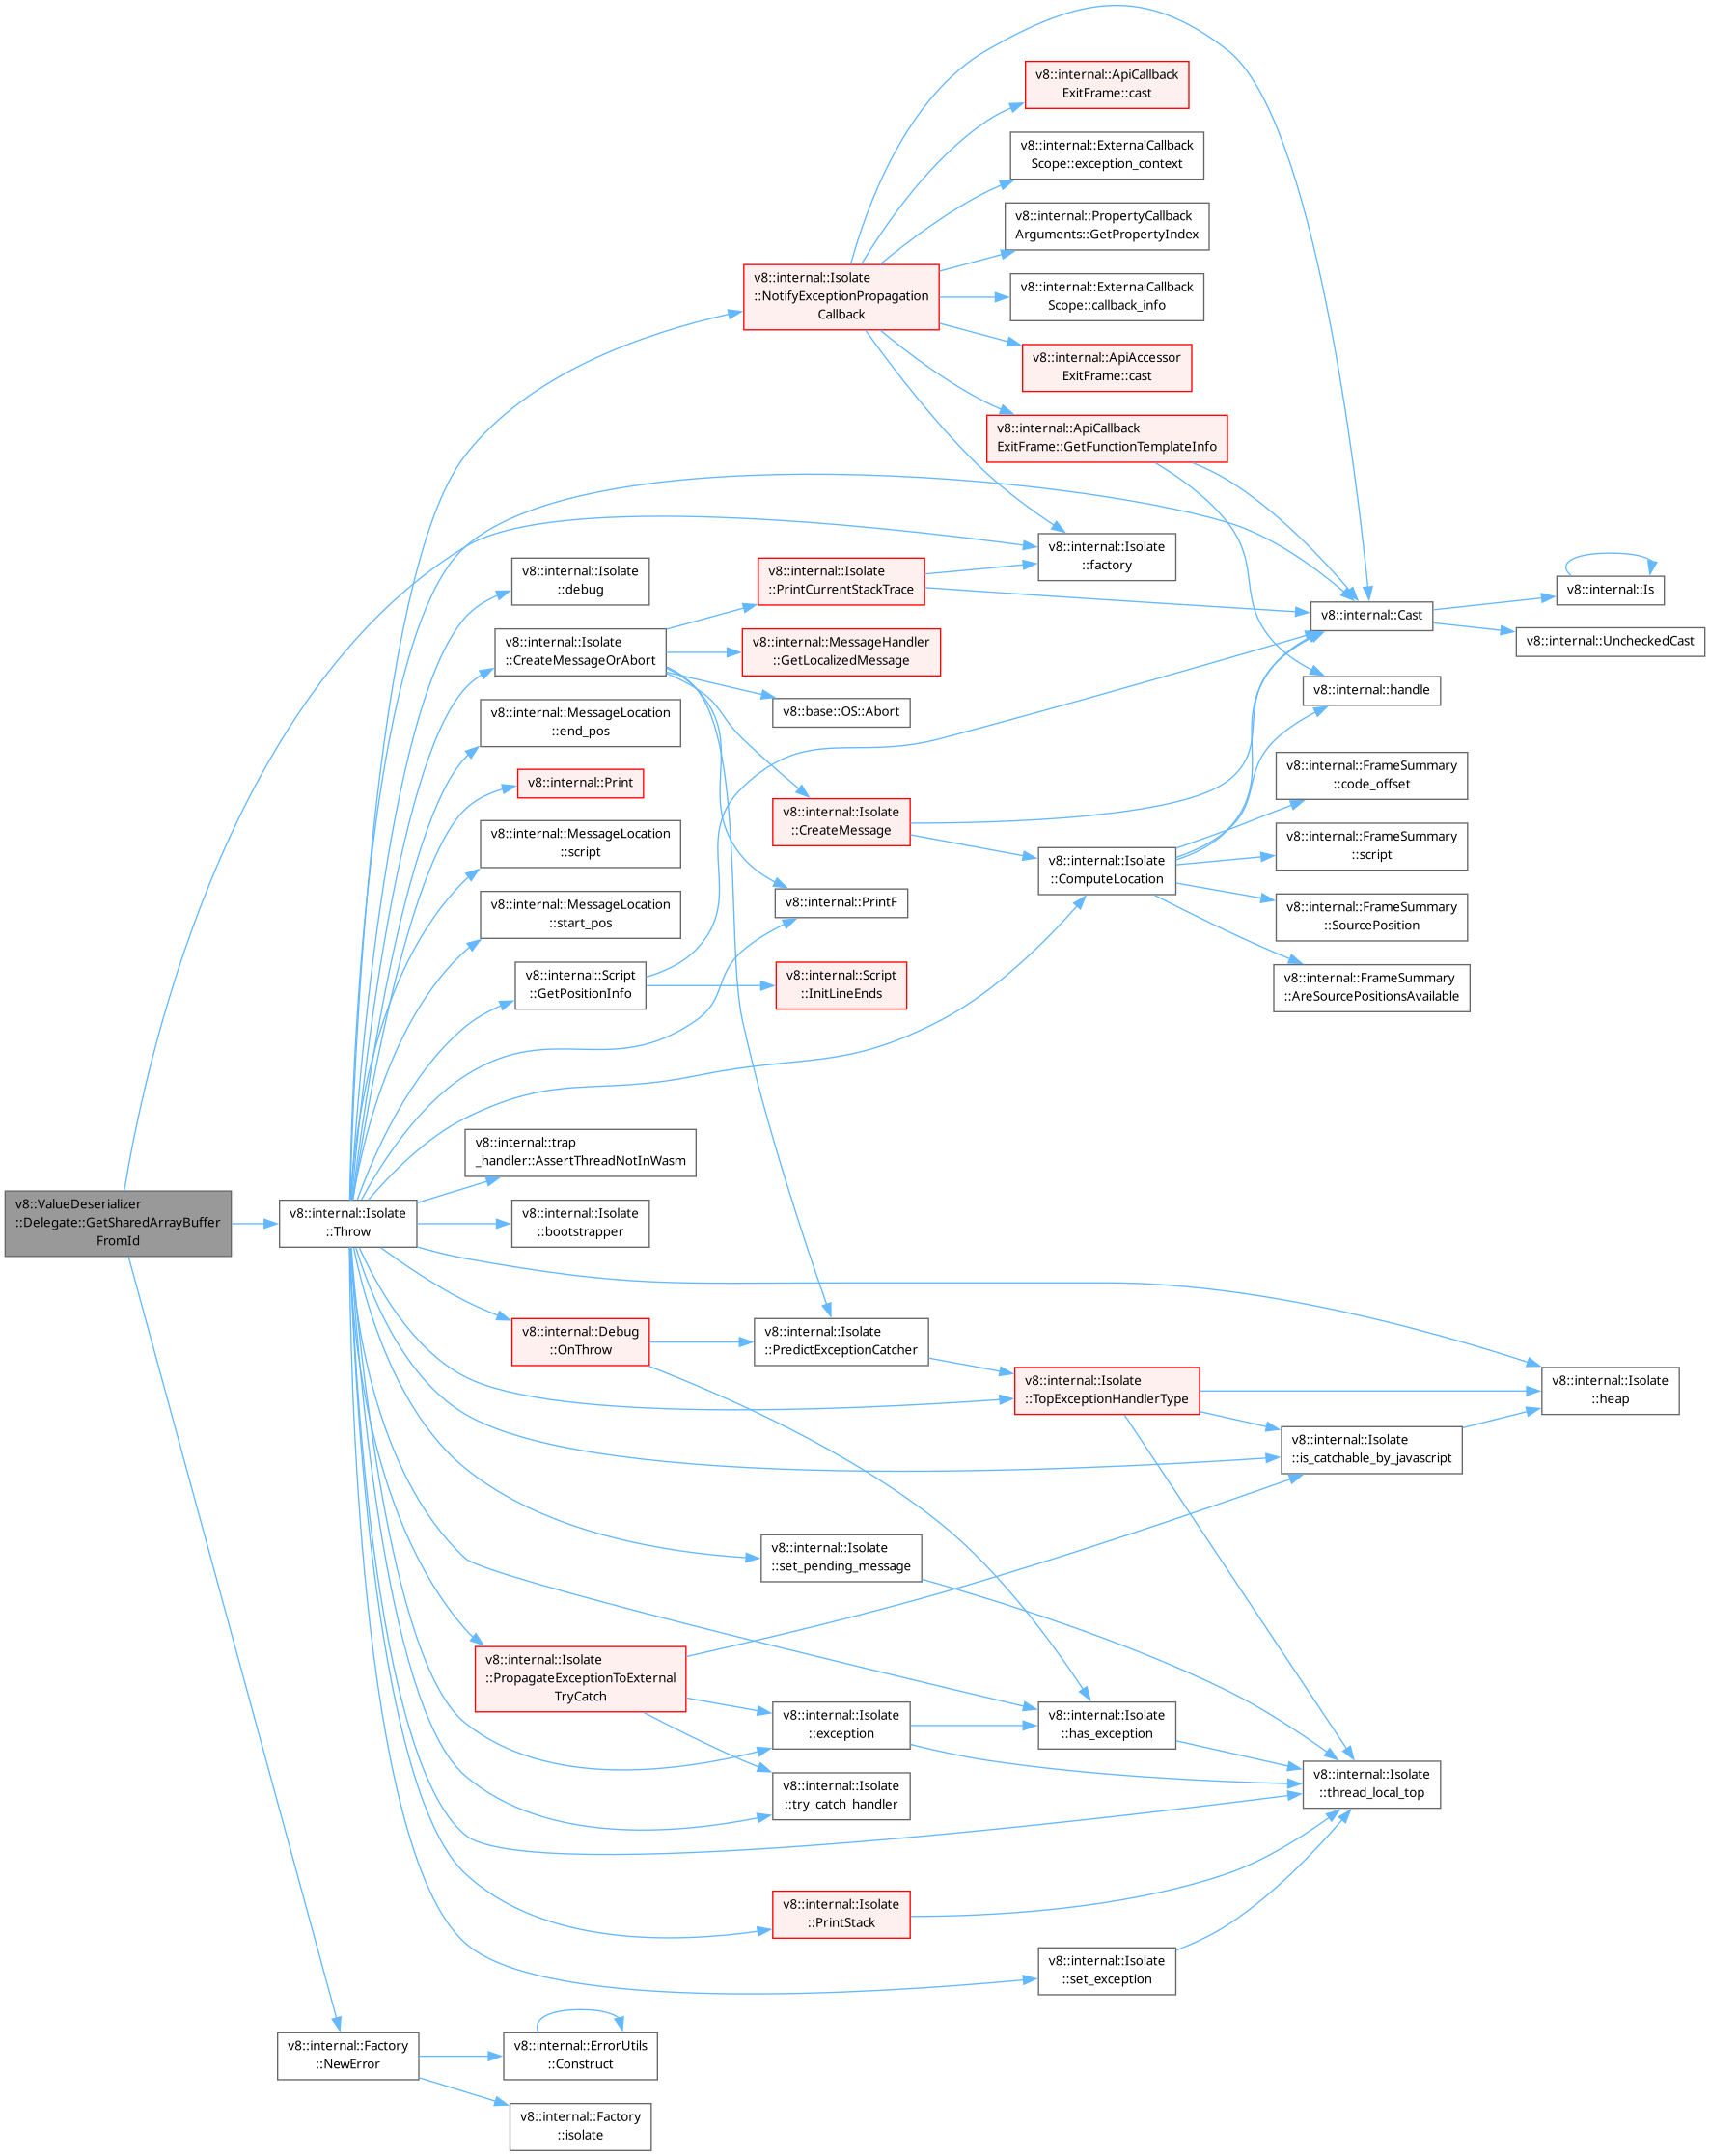 v8::internal::ApiCallback
ExitFrame::cast
v8::internal::ExternalCallback
Scope::exception_context
v8::internal::PropertyCallback
Arguments::GetPropertyIndex
v8::internal::Isolate
::NotifyExceptionPropagation
Callback
v8::internal::ExternalCallback
Scope::callback_info
v8::internal::ApiAccessor
ExitFrame::cast
v8::internal::ApiCallback
ExitFrame::GetFunctionTemplateInfo
v8::internal::Isolate
::factory
v8::internal::Isolate
::debug
v8::internal::Isolate
::PrintCurrentStackTrace
v8::internal::Is
v8::internal::Cast
v8::internal::UncheckedCast
v8::internal::Isolate
::CreateMessageOrAbort
v8::internal::MessageHandler
::GetLocalizedMessage
v8::internal::handle
v8::internal::MessageLocation
::end_pos
v8::base::OS::Abort
v8::internal::Print
v8::internal::FrameSummary
::code_offset
v8::internal::MessageLocation
::script
v8::internal::Isolate
::CreateMessage
v8::internal::FrameSummary
::script
v8::internal::Isolate
::ComputeLocation
v8::internal::MessageLocation
::start_pos
v8::internal::PrintF
v8::internal::FrameSummary
::SourcePosition
v8::internal::Script
::GetPositionInfo
v8::internal::Script
::InitLineEnds
v8::internal::FrameSummary
::AreSourcePositionsAvailable
v8::internal::trap
_handler::AssertThreadNotInWasm
v8::ValueDeserializer
::Delegate::GetSharedArrayBuffer
FromId
v8::internal::Isolate
::Throw
v8::internal::Isolate
::bootstrapper
v8::internal::Debug
::OnThrow
v8::internal::Isolate
::PredictExceptionCatcher
v8::internal::Isolate
::TopExceptionHandlerType
v8::internal::Isolate
::heap
v8::internal::Isolate
::is_catchable_by_javascript
v8::internal::Isolate
::set_pending_message
v8::internal::Isolate
::PropagateExceptionToExternal
TryCatch
v8::internal::Isolate
::exception
v8::internal::Isolate
::has_exception
v8::internal::Isolate
::try_catch_handler
v8::internal::Isolate
::thread_local_top
v8::internal::Isolate
::PrintStack
v8::internal::Isolate
::set_exception
v8::internal::Factory
::NewError
v8::internal::ErrorUtils
::Construct
v8::internal::Factory
::isolate